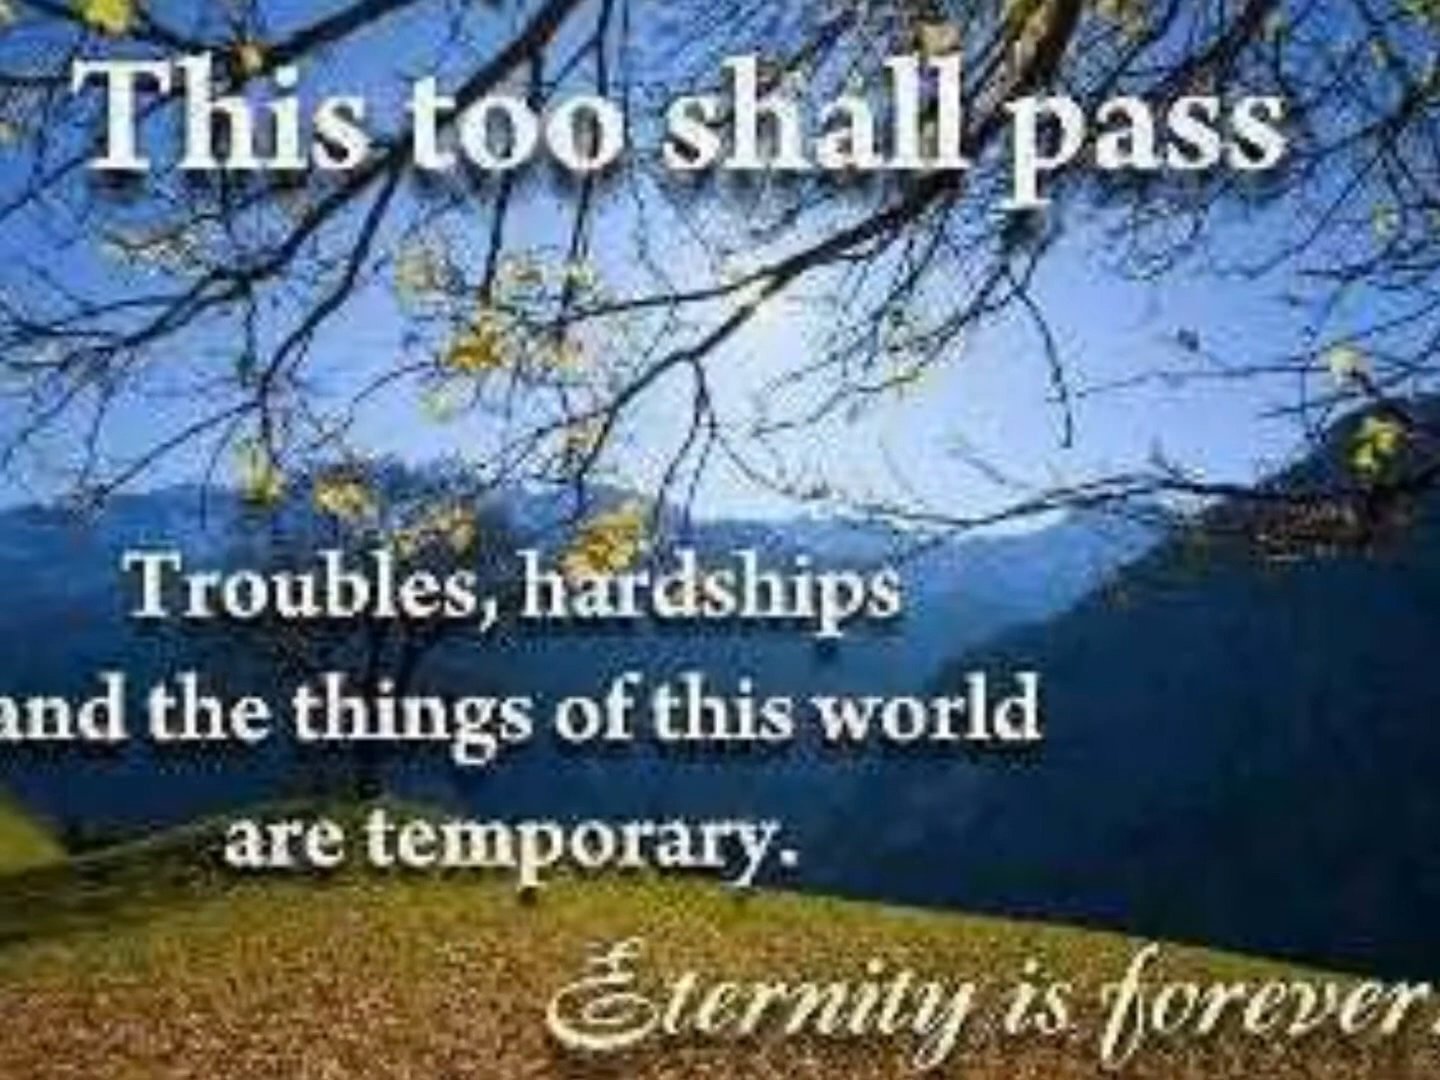 This too shall pass
Troubles, hardships
and the things of this world
are temporary.
Eternity is forever.